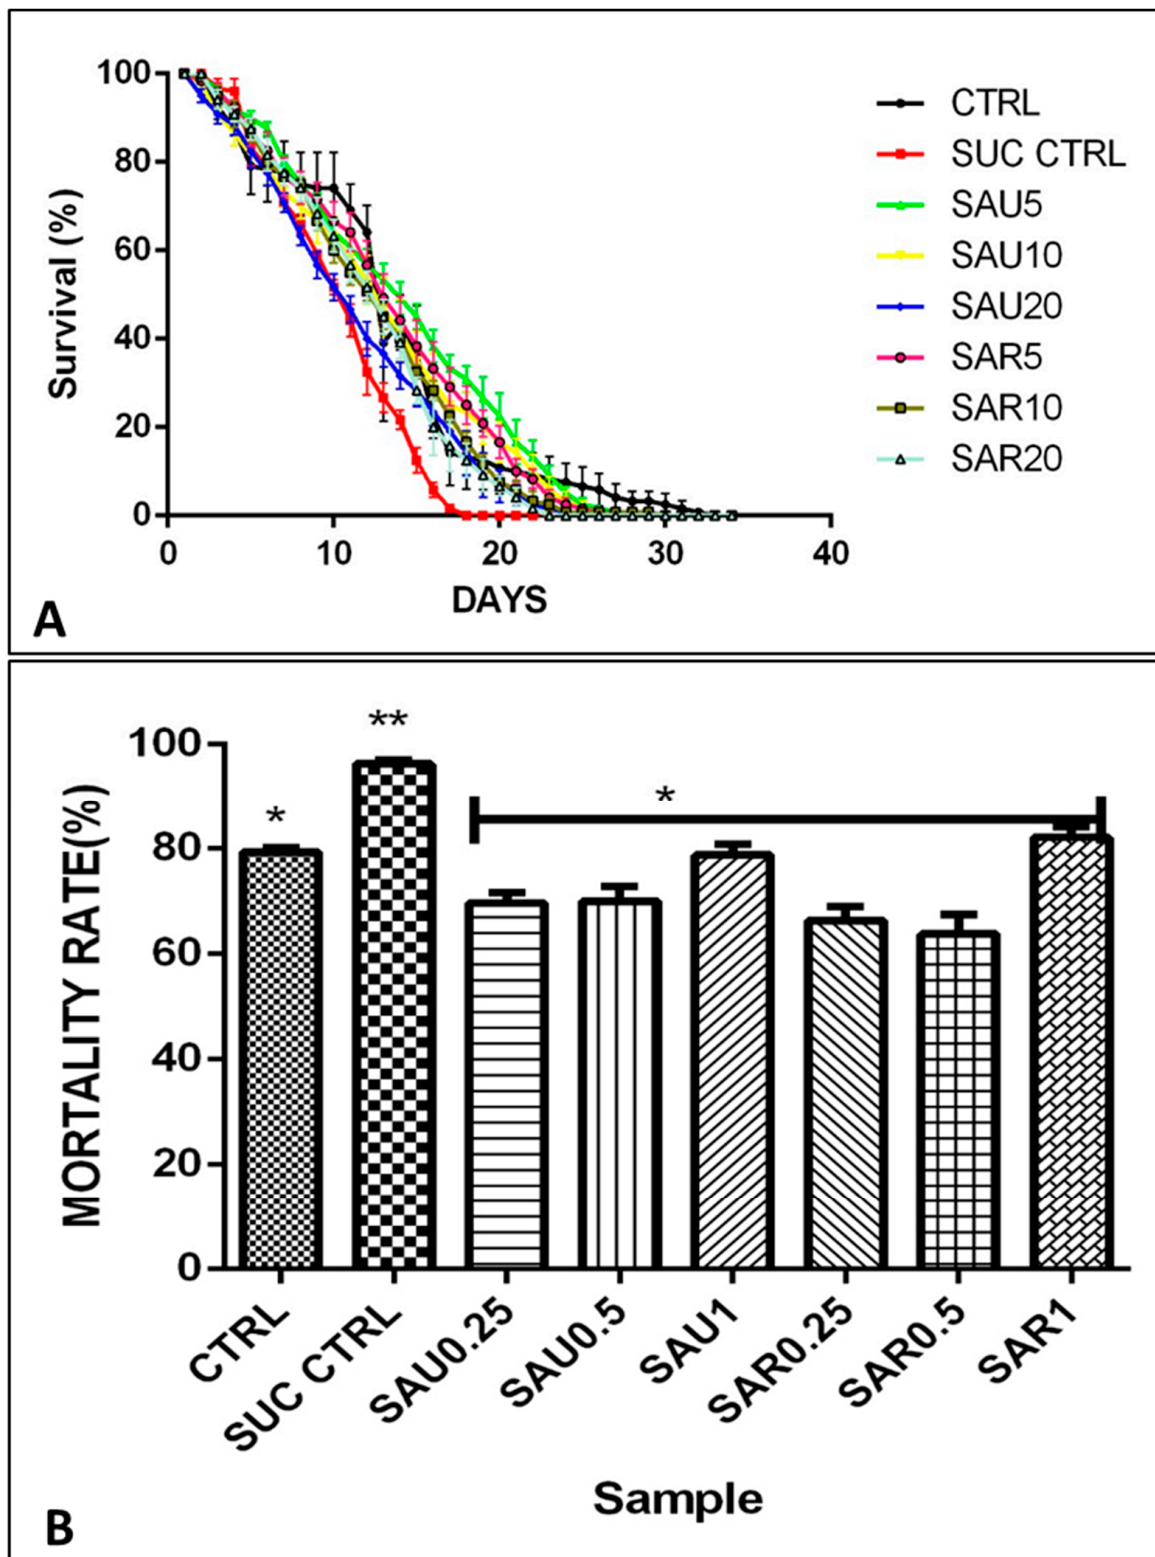 100
80
60
40
20
0
Survival (%)
0 10 20 30 40
DAYS
CTRL
SUC CTRL
SAU5
SAU10
SAU20
SAR5
SAR10
SAR20
A
** 
*
*
100
80
60
40
20
0
MORTALITY RATE(%)
CTRL
SUC CTRL
SAU0.25
SAU0.5
SAU1
SAR0.25
SAR0.5
SAR1
Sample
B